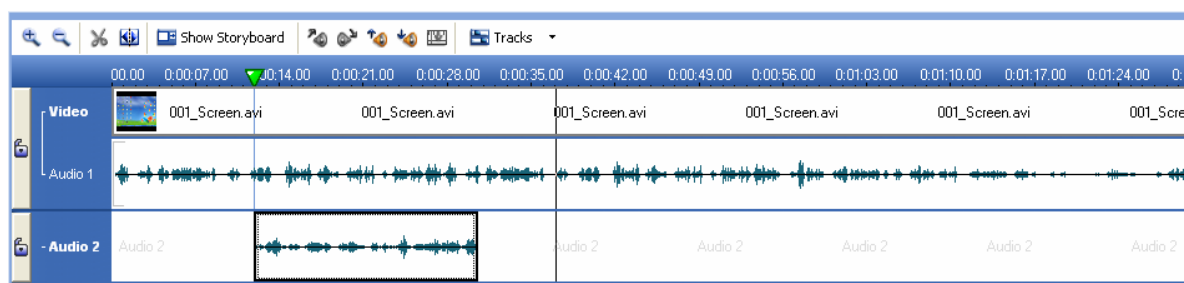 Show Storyboard Tracks
00.00 0:00:07.00 0:14.00 0:00:21.00 0:00:28.00 0:00:35.00 0:00:42.00 0:00:49.00 0:00:56.00 0:01:03.00 0:01:10.00 0:01:17.00 0:01:24.00 0:
Video 001_Screen.avi 001_Screen.avi 001_Screen.avi 001_Screen.avi 001_Screen.avi 001_Scre
Audio 1
- Audio 2 Audio 2 Audio 2 Audio 2 Audio 2 Audio 2 Audio 2